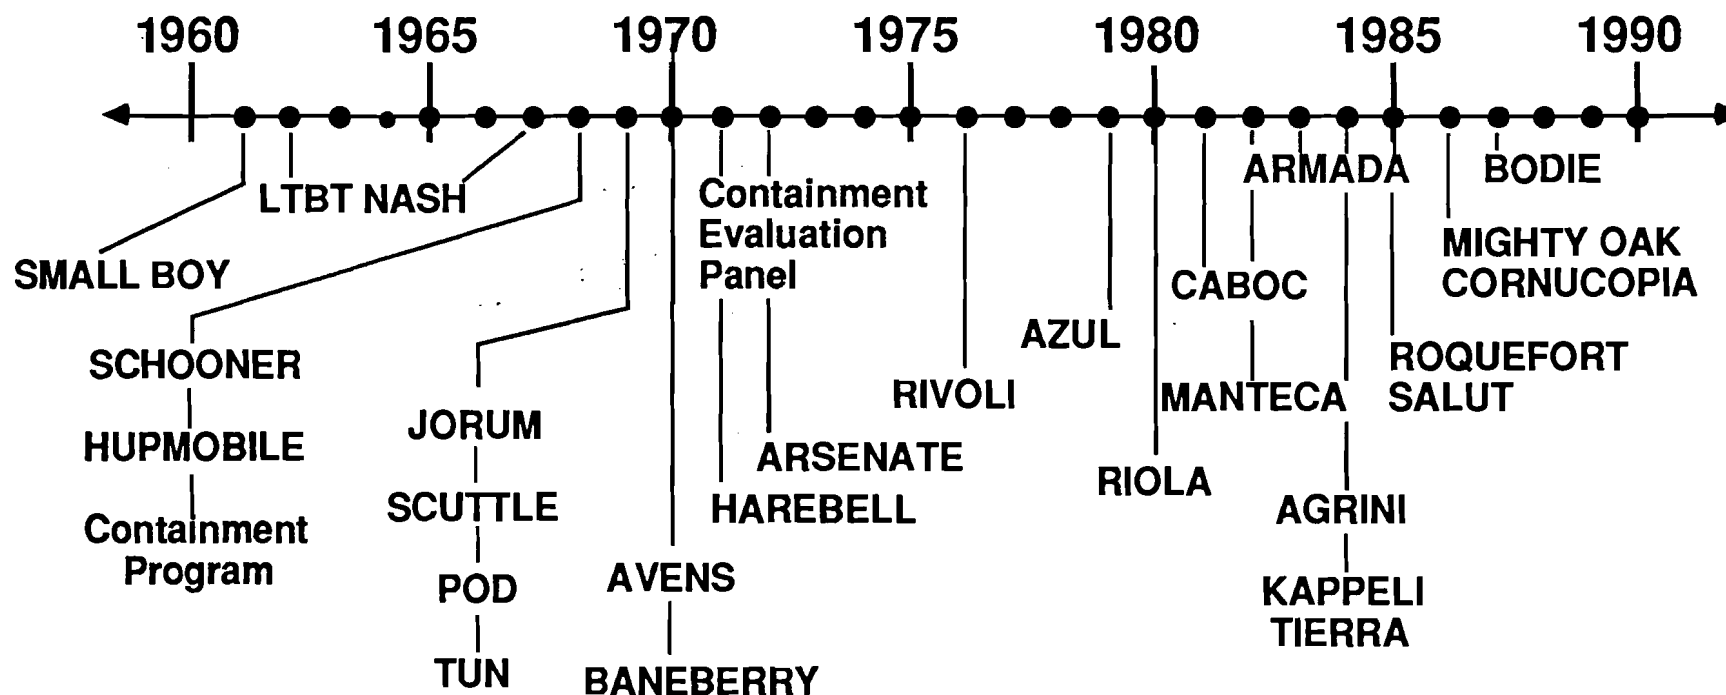 1960 1965 1970 1975 1980 1985 1990
LTBT NASH
SMALL BOY
SCHOONER
HUPMOBILE
Containment
Program
JORUM
SCUTTLE
POD
TUN
AVENS
BANEBERRY
Containment
Evaluation
Panel
HAREBELL
ARSENATE
RIVOLI
AZUL
RIOLA
CABOC
MANTECA
ARMADA
AGRINI
KAPPELI
TIERRA
ROQUEFORT
SALUT
MIGHTY OAK
CORNUCOPIA
BODIE